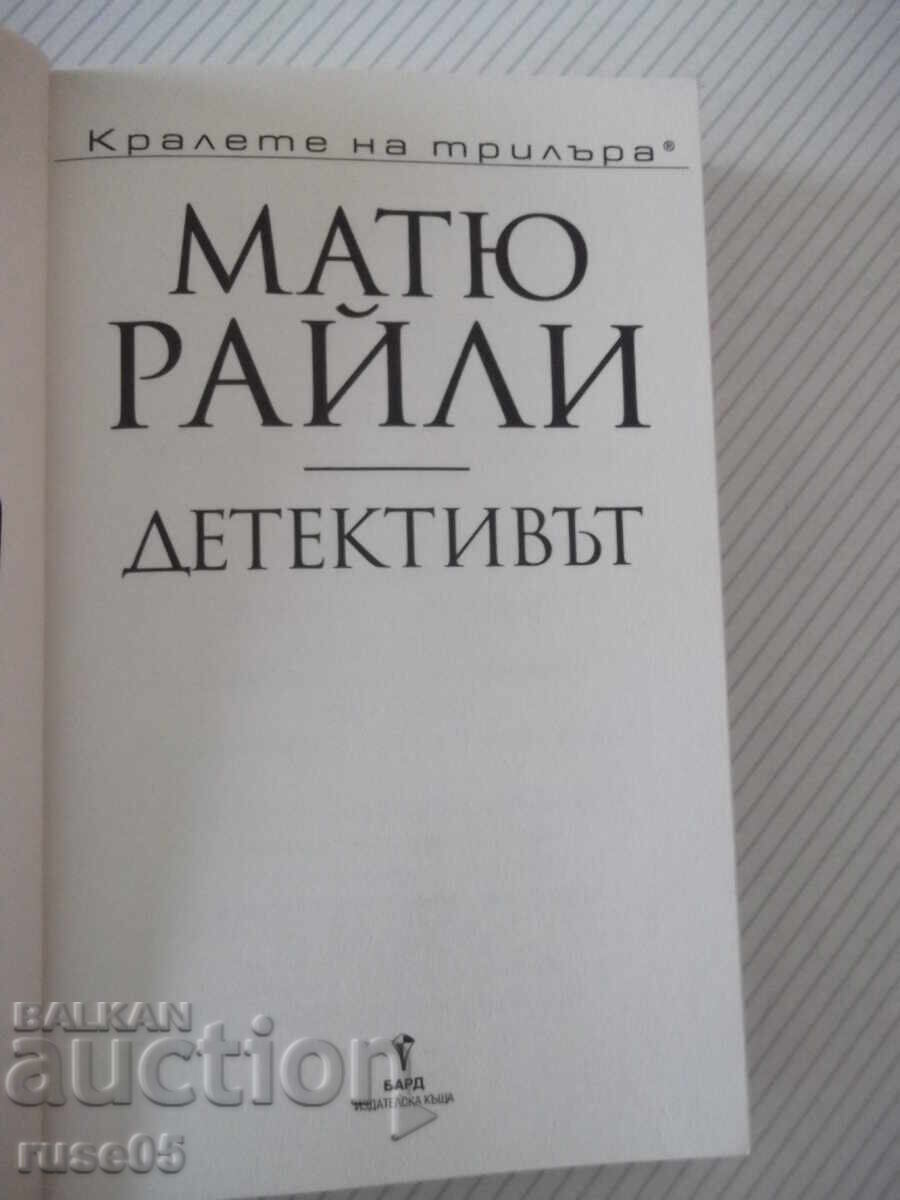 Кралете на трилъра®
МАТЮ
РАЙЛИ
ДЕТЕКТИВЪТ
БАРД
ИЗДАТЕЛСКА КЪЩА
BALKAN
auction
ruse05